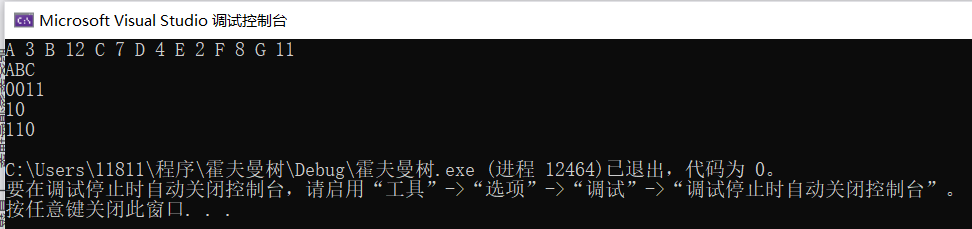 Microsoft Visual Studio 调试控制台
A 3 B 12 C 7 D 4 E 2 F 8 G 11
ABC
0011
10
110
C:\Users\11811\程序\霍夫曼树\Debug\霍夫曼树.exe (进程 12464)已退出，代码为 0。
要在调试停止时自动关闭控制台，请启用“工具”->“选项”->“调试”->“调试停止时自动关闭控制台”。
按任意键关闭此窗口. . .